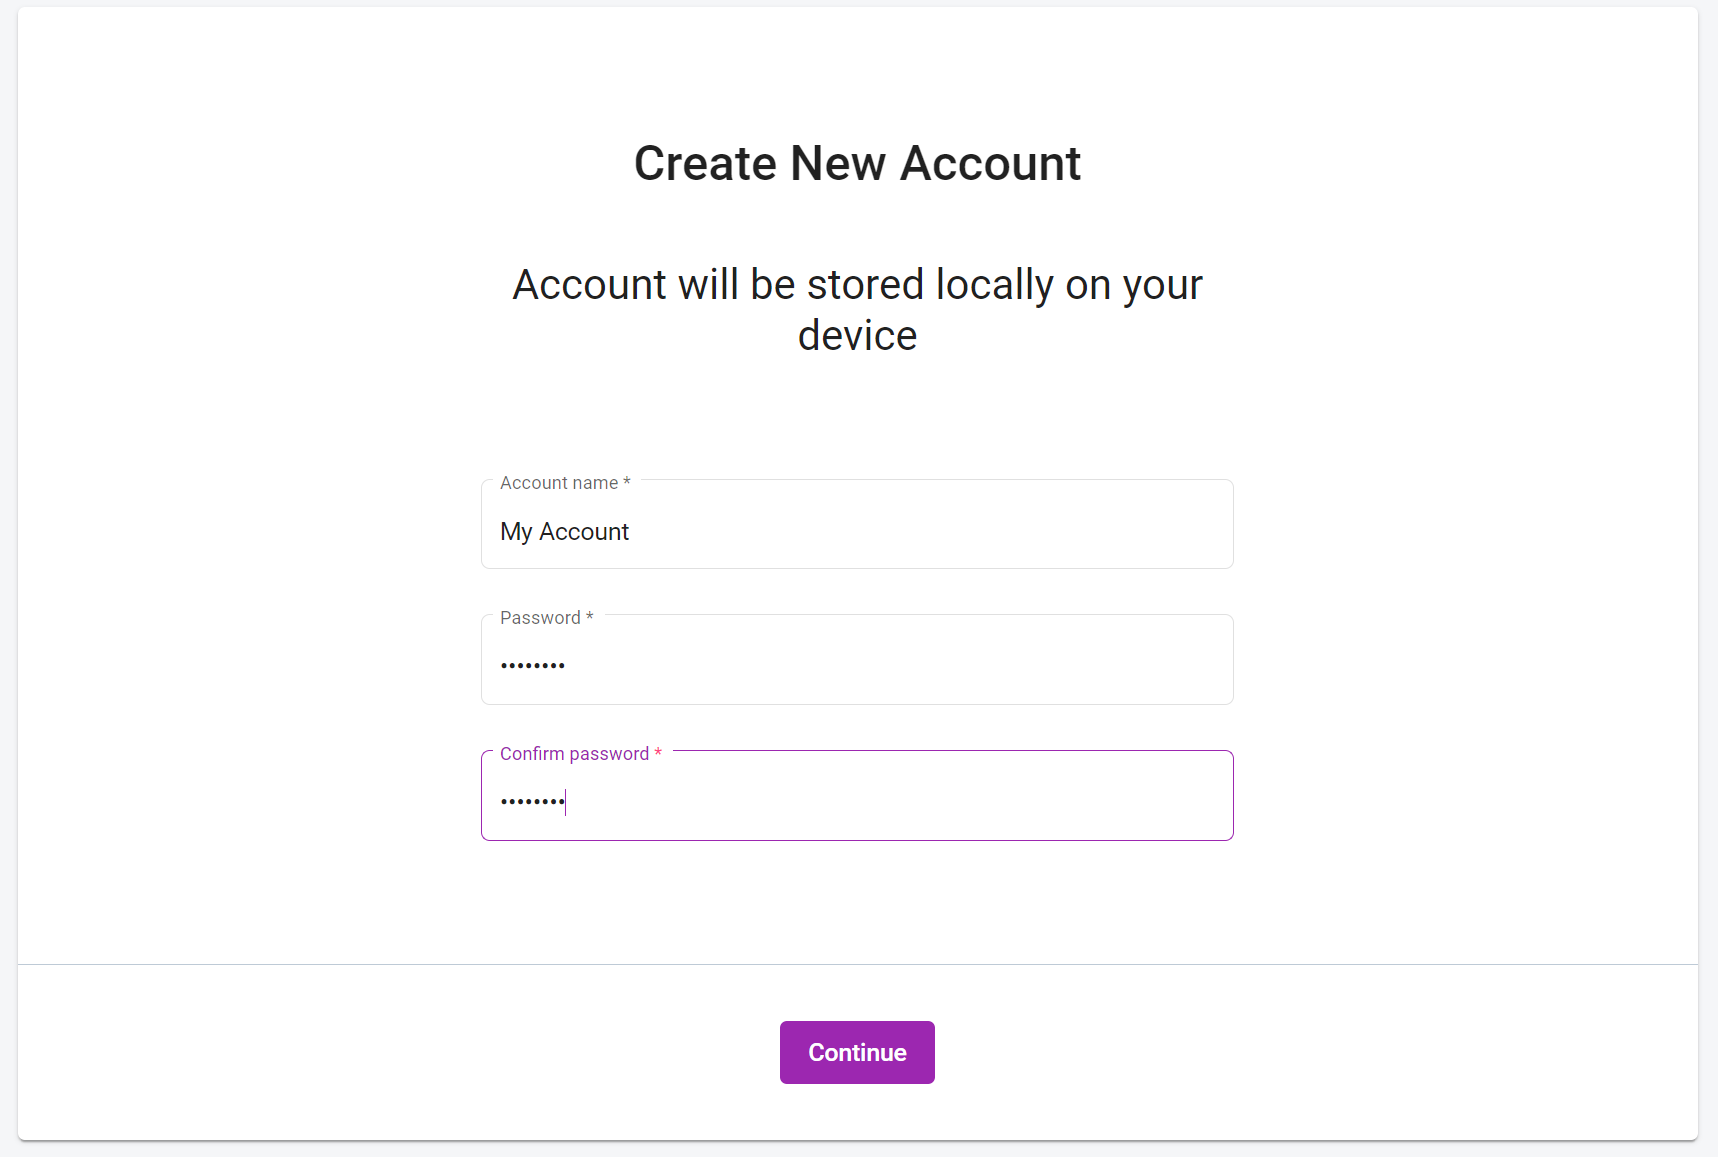 Create New Account
Account will be stored locally on your
device
Account name *
My Account
Password *
••••••••
Confirm password *
••••••••
Continue